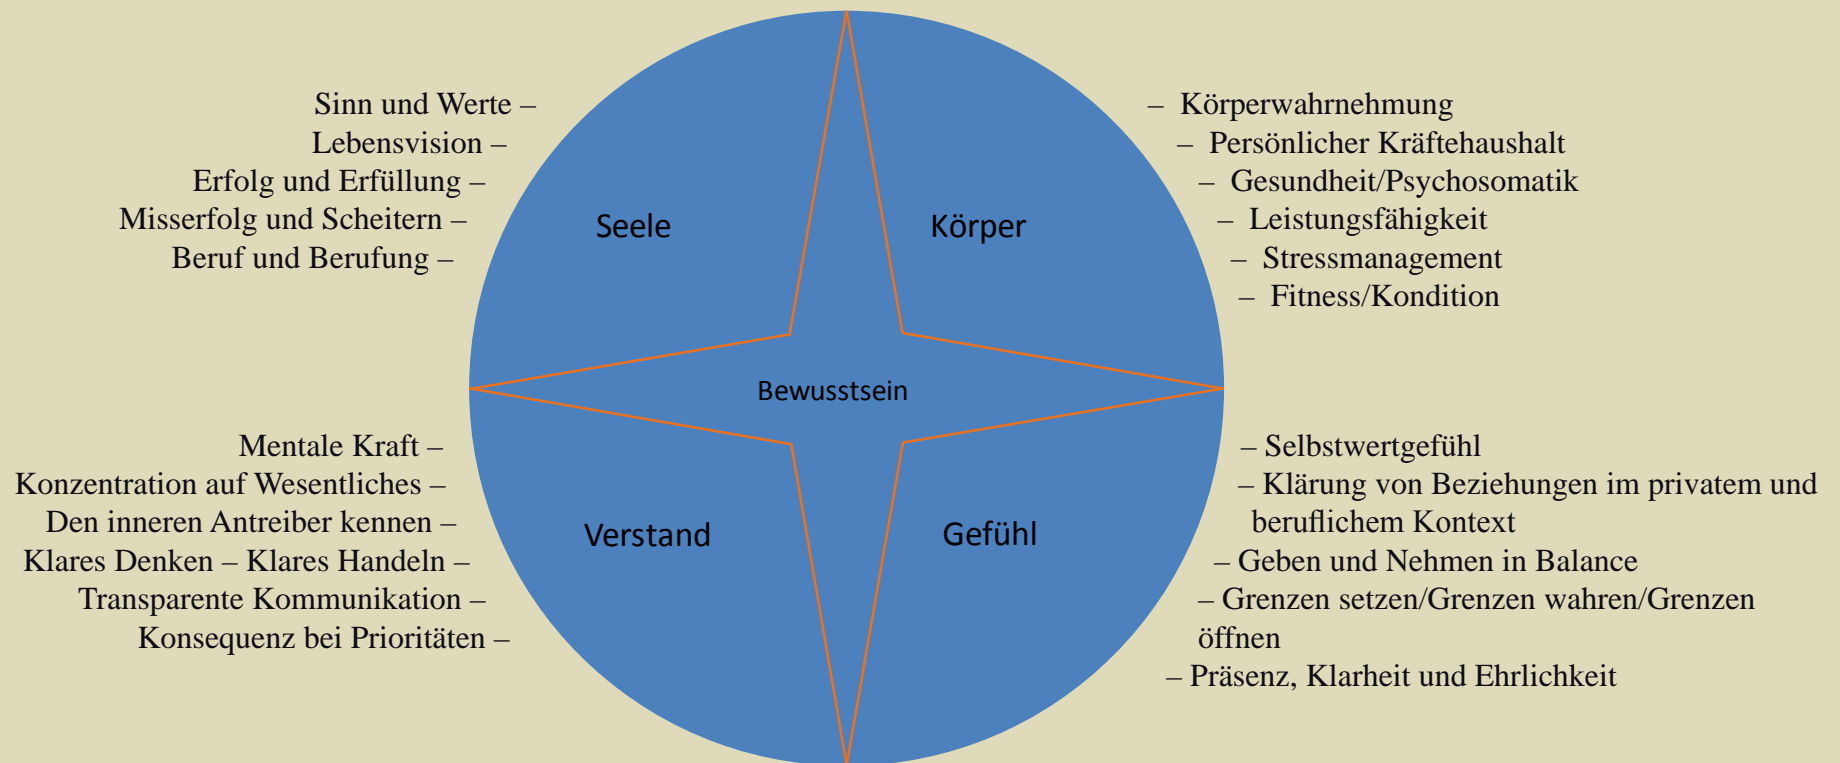 Sinn und Werte –
Lebensvision –
Erfolg und Erfüllung –
Misserfolg und Scheitern –
Beruf und Berufung –
Seele
Körper
– Körperwahrnehmung
– Persönlicher Kräftehaushalt
– Gesundheit/Psychosomatik
– Leistungsfähigkeit
– Stressmanagement
– Fitness/Kondition
Bewusstsein
Mentale Kraft –
Konzentration auf Wesentliches –
Den inneren Antreiber kennen –
Klares Denken – Klares Handeln –
Transparente Kommunikation –
Konsequenz bei Prioritäten –
Verstand
Gefühl
– Selbstwertgefühl
– Klärung von Beziehungen im privatem und
beruflichem Kontext
– Geben und Nehmen in Balance
– Grenzen setzen/Grenzen wahren/Grenzen
öffnen
– Präsenz, Klarheit und Ehrlichkeit